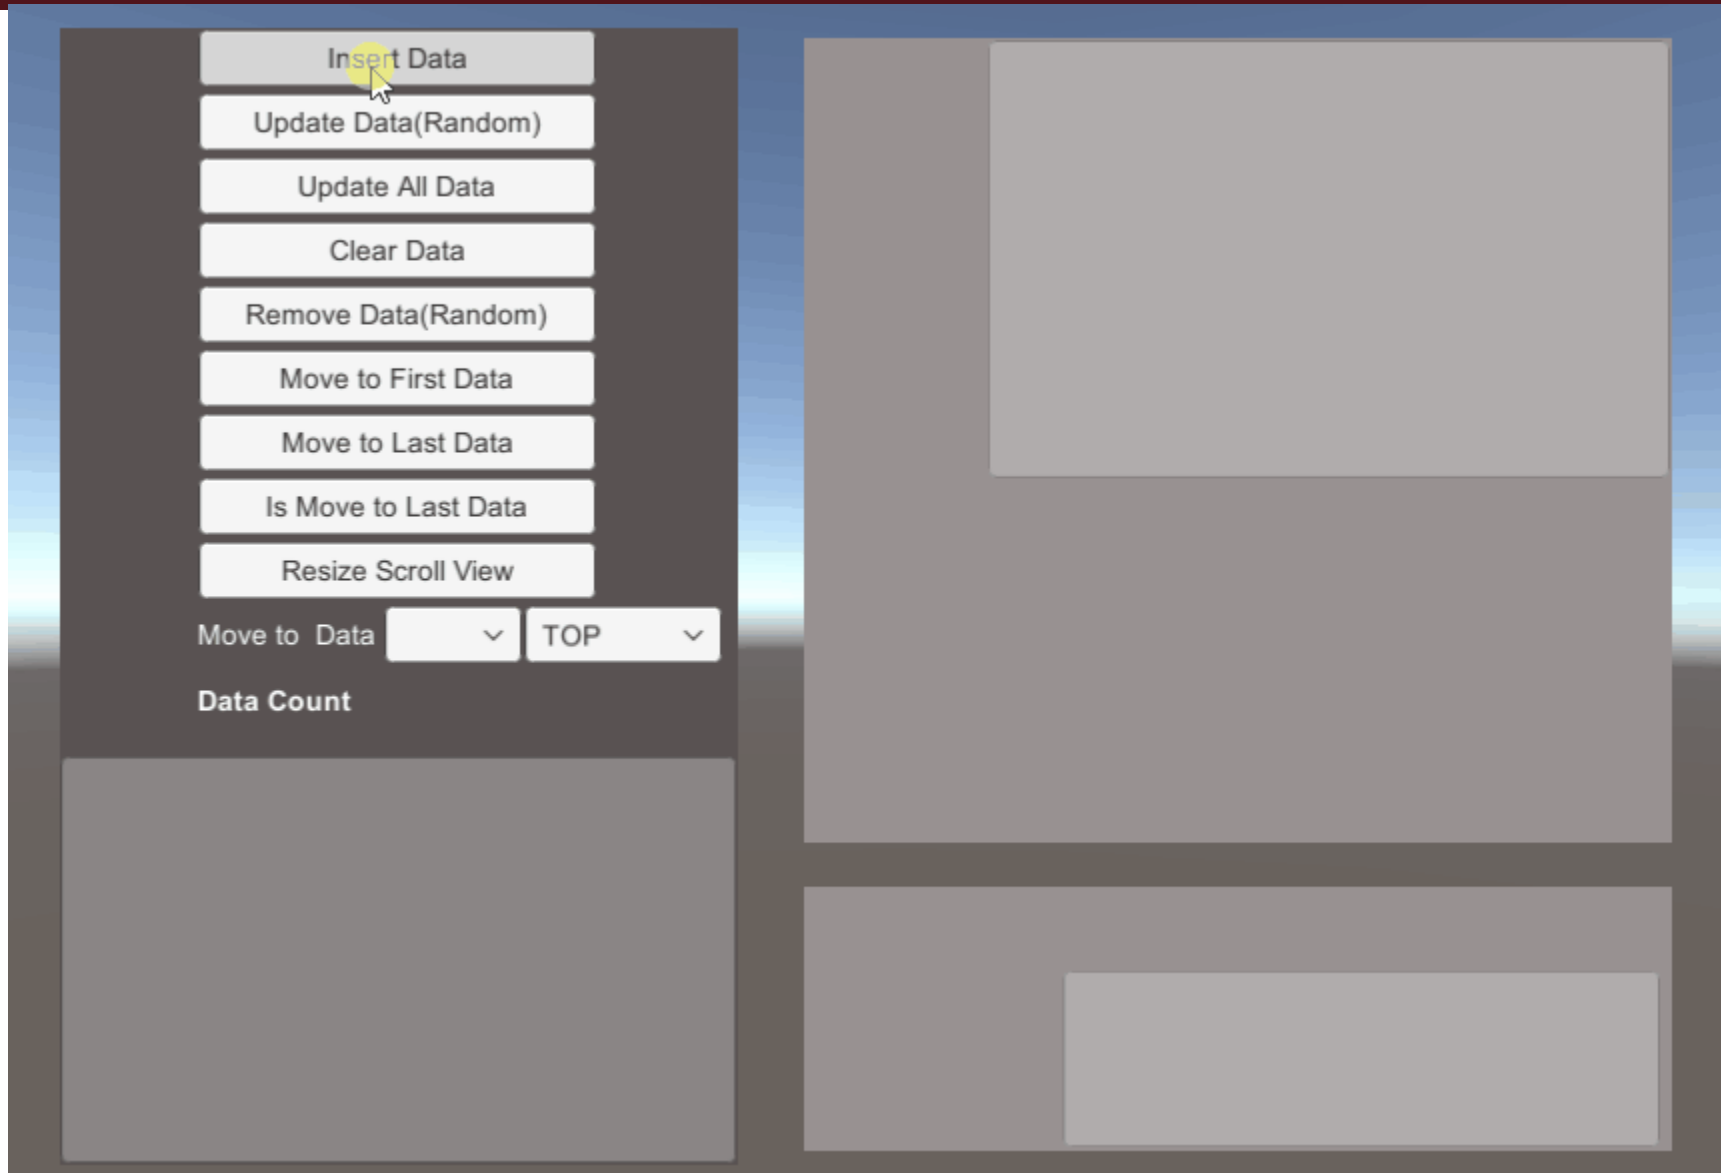 Insert Data
Update Data(Random)
Update All Data
Clear Data
Remove Data(Random)
Move to First Data
Move to Last Data
Is Move to Last Data
Resize Scroll View
Move to Data TOP
Data Count